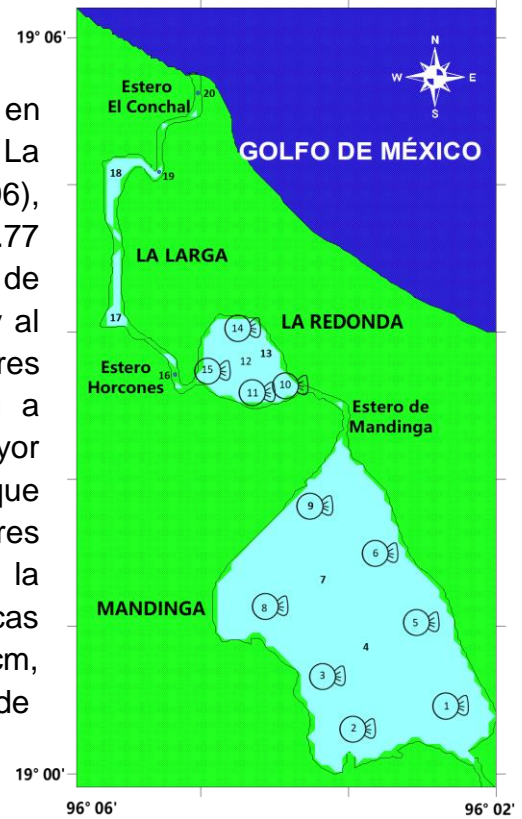 en
La
96),
.77
de
y al
res
a
yor
que
res
la
cas
cm,
de
19° 06'
N
W E
S
Estero
El Conchal
20
GOLFO DE MÉXICO
18
19
LA LARGA
17
LA REDONDA
14
13
12
15
16
Estero
Horcones
11
10
Estero de
Mandinga
9
6
7
MANDINGA
8
5
4
3
1
2
19° 00'
96° 06'
96° 02'